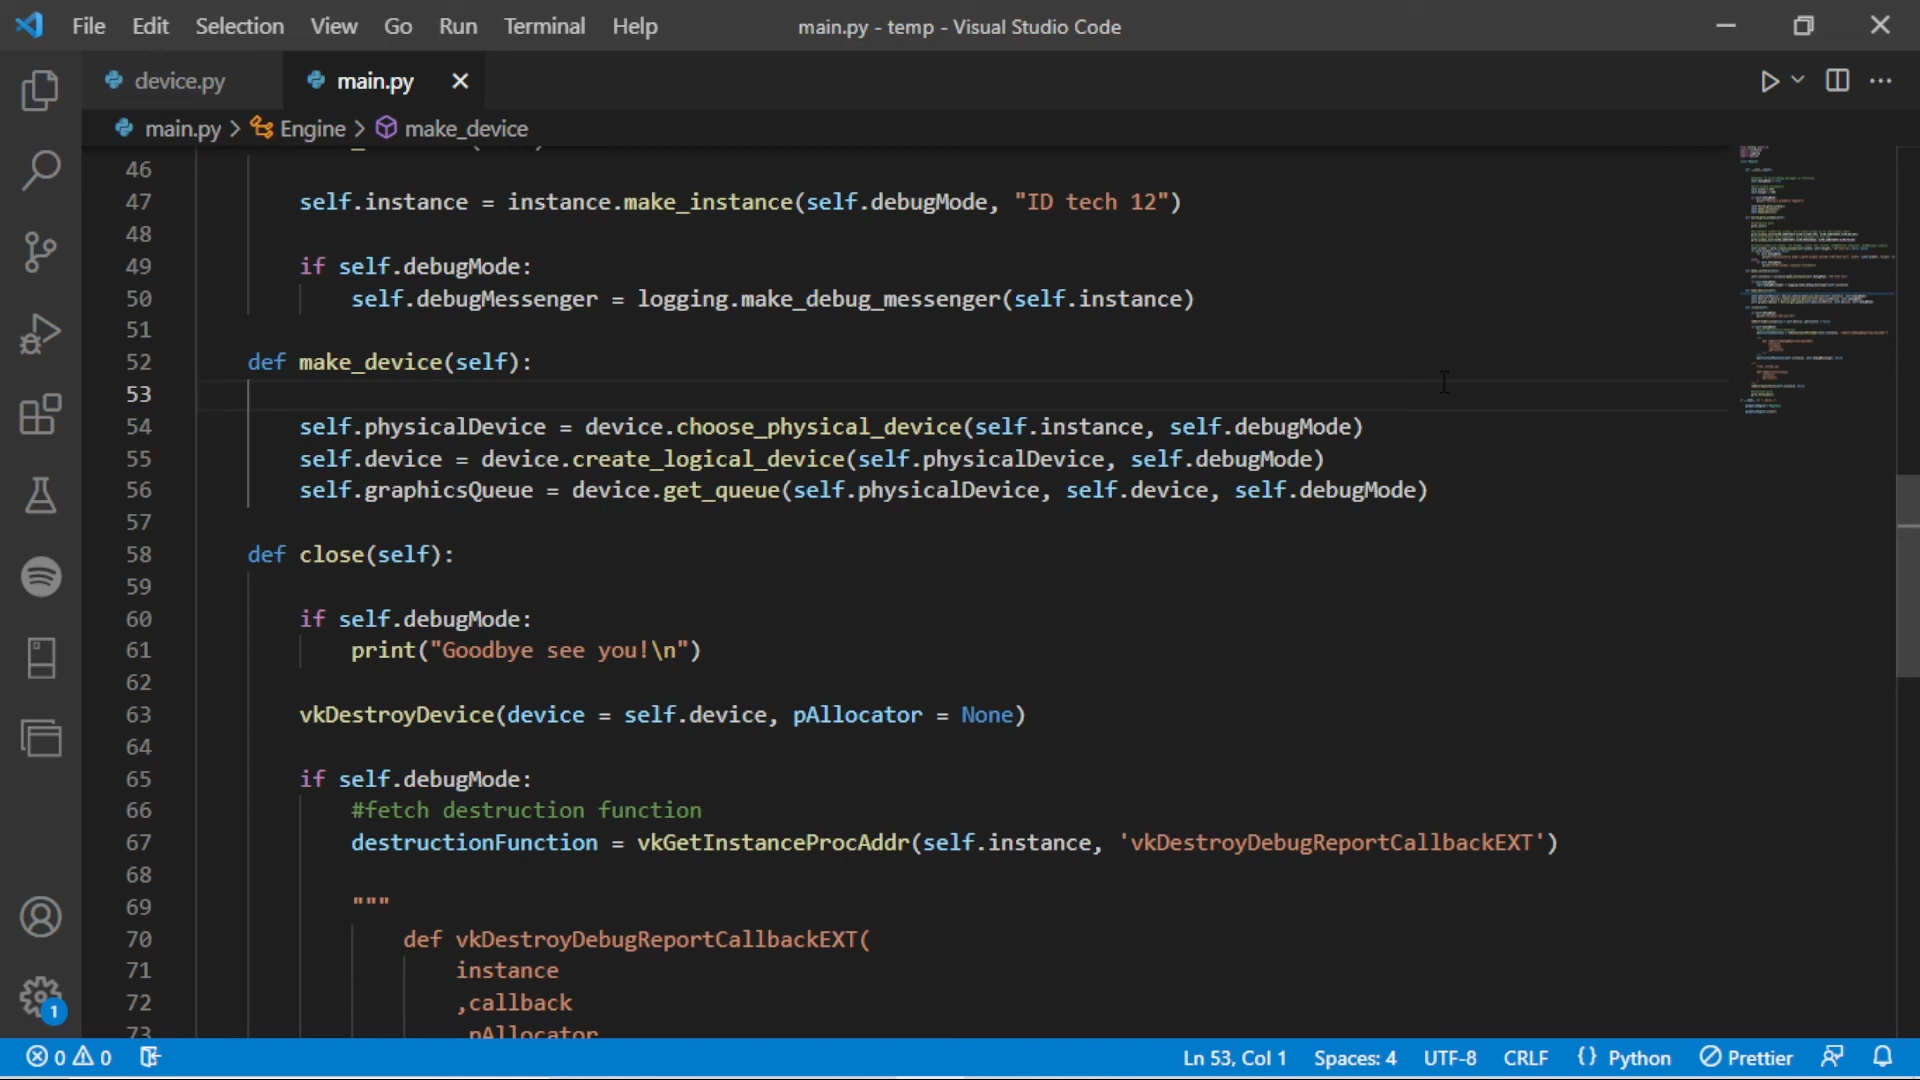 File Edit Selection View Go Run Terminal Help main.py - temp - Visual Studio Code
device.py main.py
main.py > Engine > make_device
46
47 self.instance = instance.make_instance(self.debugMode, "ID tech 12")
48
49 if self.debugMode:
50 self.debugMessenger = logging.make_debug_messenger(self.instance)
51
52 def make_device(self):
53
54 self.physicalDevice = device.choose_physical_device(self.instance, self.debugMode)
55 self.device = device.create_logical_device(self.physicalDevice, self.debugMode)
56 self.graphicsQueue = device.get_queue(self.physicalDevice, self.device, self.debugMode)
57
58 def close(self):
59
60 if self.debugMode:
61 print("Goodbye see you!\n")
62
63 vkDestroyDevice(device = self.device, pAllocator = None)
64
65 if self.debugMode:
66 #fetch destruction function
67 destructionFunction = vkGetInstanceProcAddr(self.instance, 'vkDestroyDebugReportCallbackEXT')
68
69 """
70 def vkDestroyDebugReportCallbackEXT(
71 instance
72 ,callback
73 pAllocator
1
0 0 Ln 53, Col 1 Spaces: 4 UTF-8 CRLF {} Python Prettier